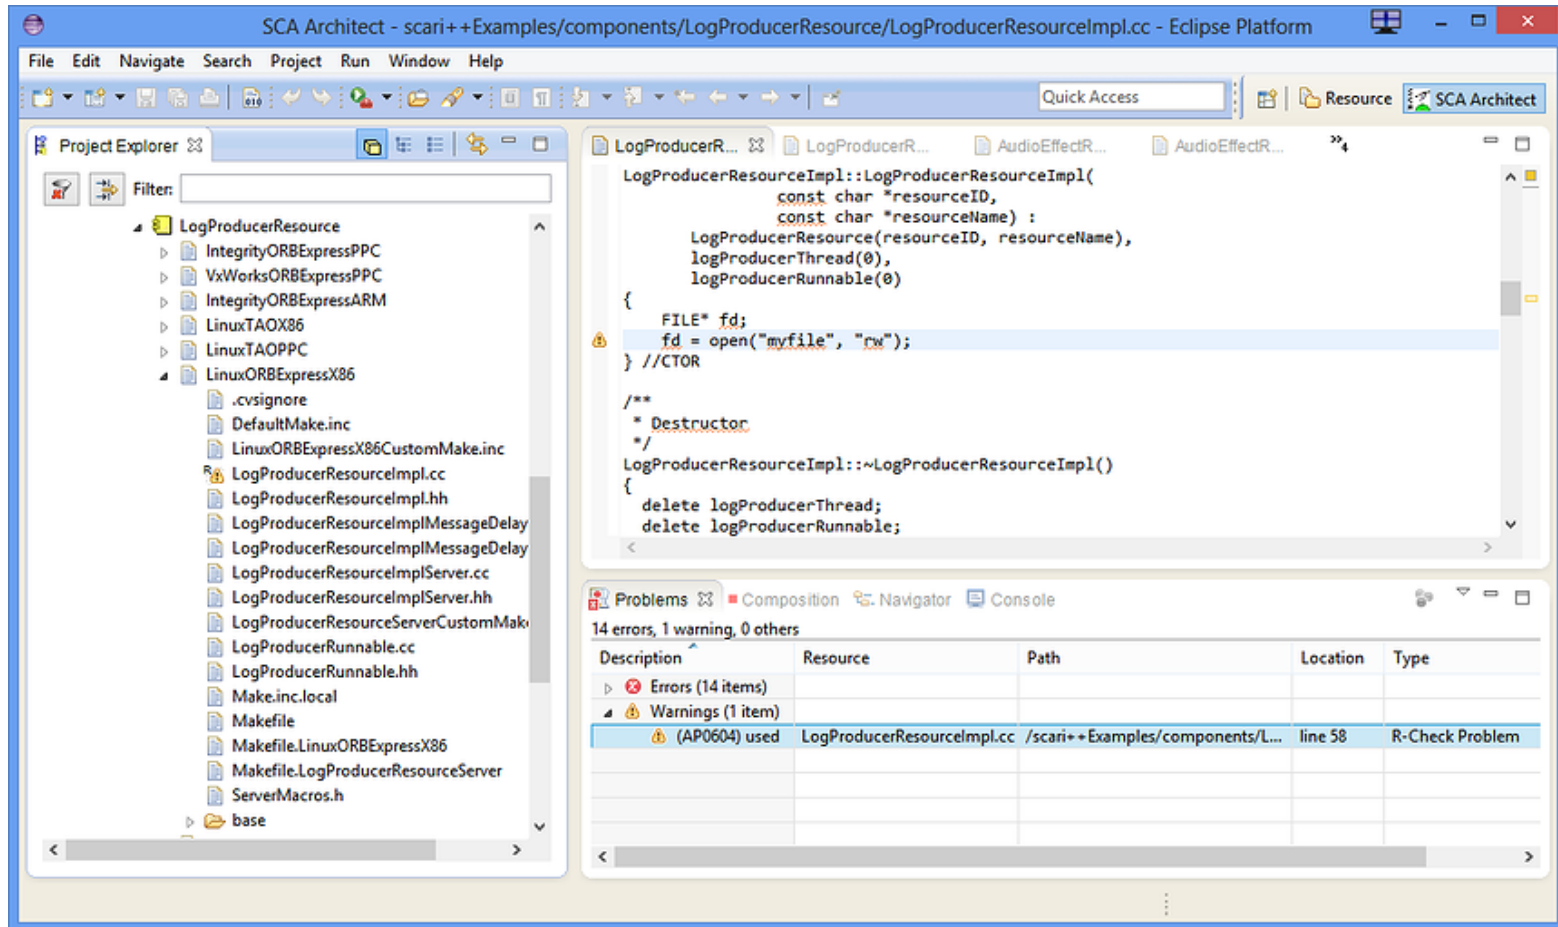 SCA Architect - scari++Examples/components/LogProducerResource/LogProducerResourceImpl.cc - Eclipse Platform
File Edit Navigate Search Project Run Window Help
Quick Access
Resource
SCA Architect
Project Explorer
Filter:
LogProducerResource
IntegrityORBExpressPPC
VxWorksORBExpressPPC
IntegrityORBExpressARM
LinuxTAOX86
LinuxTAOPPC
LinuxORBExpressX86
.cvsignore
DefaultMake.inc
LinuxORBExpressX86CustomMake.inc
LogProducerResourceImpl.cc
LogProducerResourceImpl.hh
LogProducerResourceImplMessageDelay
LogProducerResourceImplMessageDelay
LogProducerResourceImplServer.cc
LogProducerResourceImplServer.hh
LogProducerResourceServerCustomMak
LogProducerRunnable.cc
LogProducerRunnable.hh
Make.inc.local
Makefile
Makefile.LinuxORBExpressX86
Makefile.LogProducerResourceServer
ServerMacros.h
base
LogProducerR... LogProducerR... AudioEffectR... AudioEffectR... »4
LogProducerResourceImpl::LogProducerResourceImpl(
const char *resourceID,
const char *resourceName) :
LogProducerResource(resourceID, resourceName),
logProducerThread(0),
logProducerRunnable(0)
{
FILE* fd;
fd = open("myfile", "rw");
} //CTOR
/**
* Destructor
*/
LogProducerResourceImpl::~LogProducerResourceImpl()
{
delete logProducerThread;
delete logProducerRunnable;
Problems Composition Navigator Console
14 errors, 1 warning, 0 others
Description Resource Path Location Type
Errors (14 items)
Warnings (1 item)
(AP0604) used LogProducerResourceImpl.cc /scari++Examples/components/L... line 58 R-Check Problem